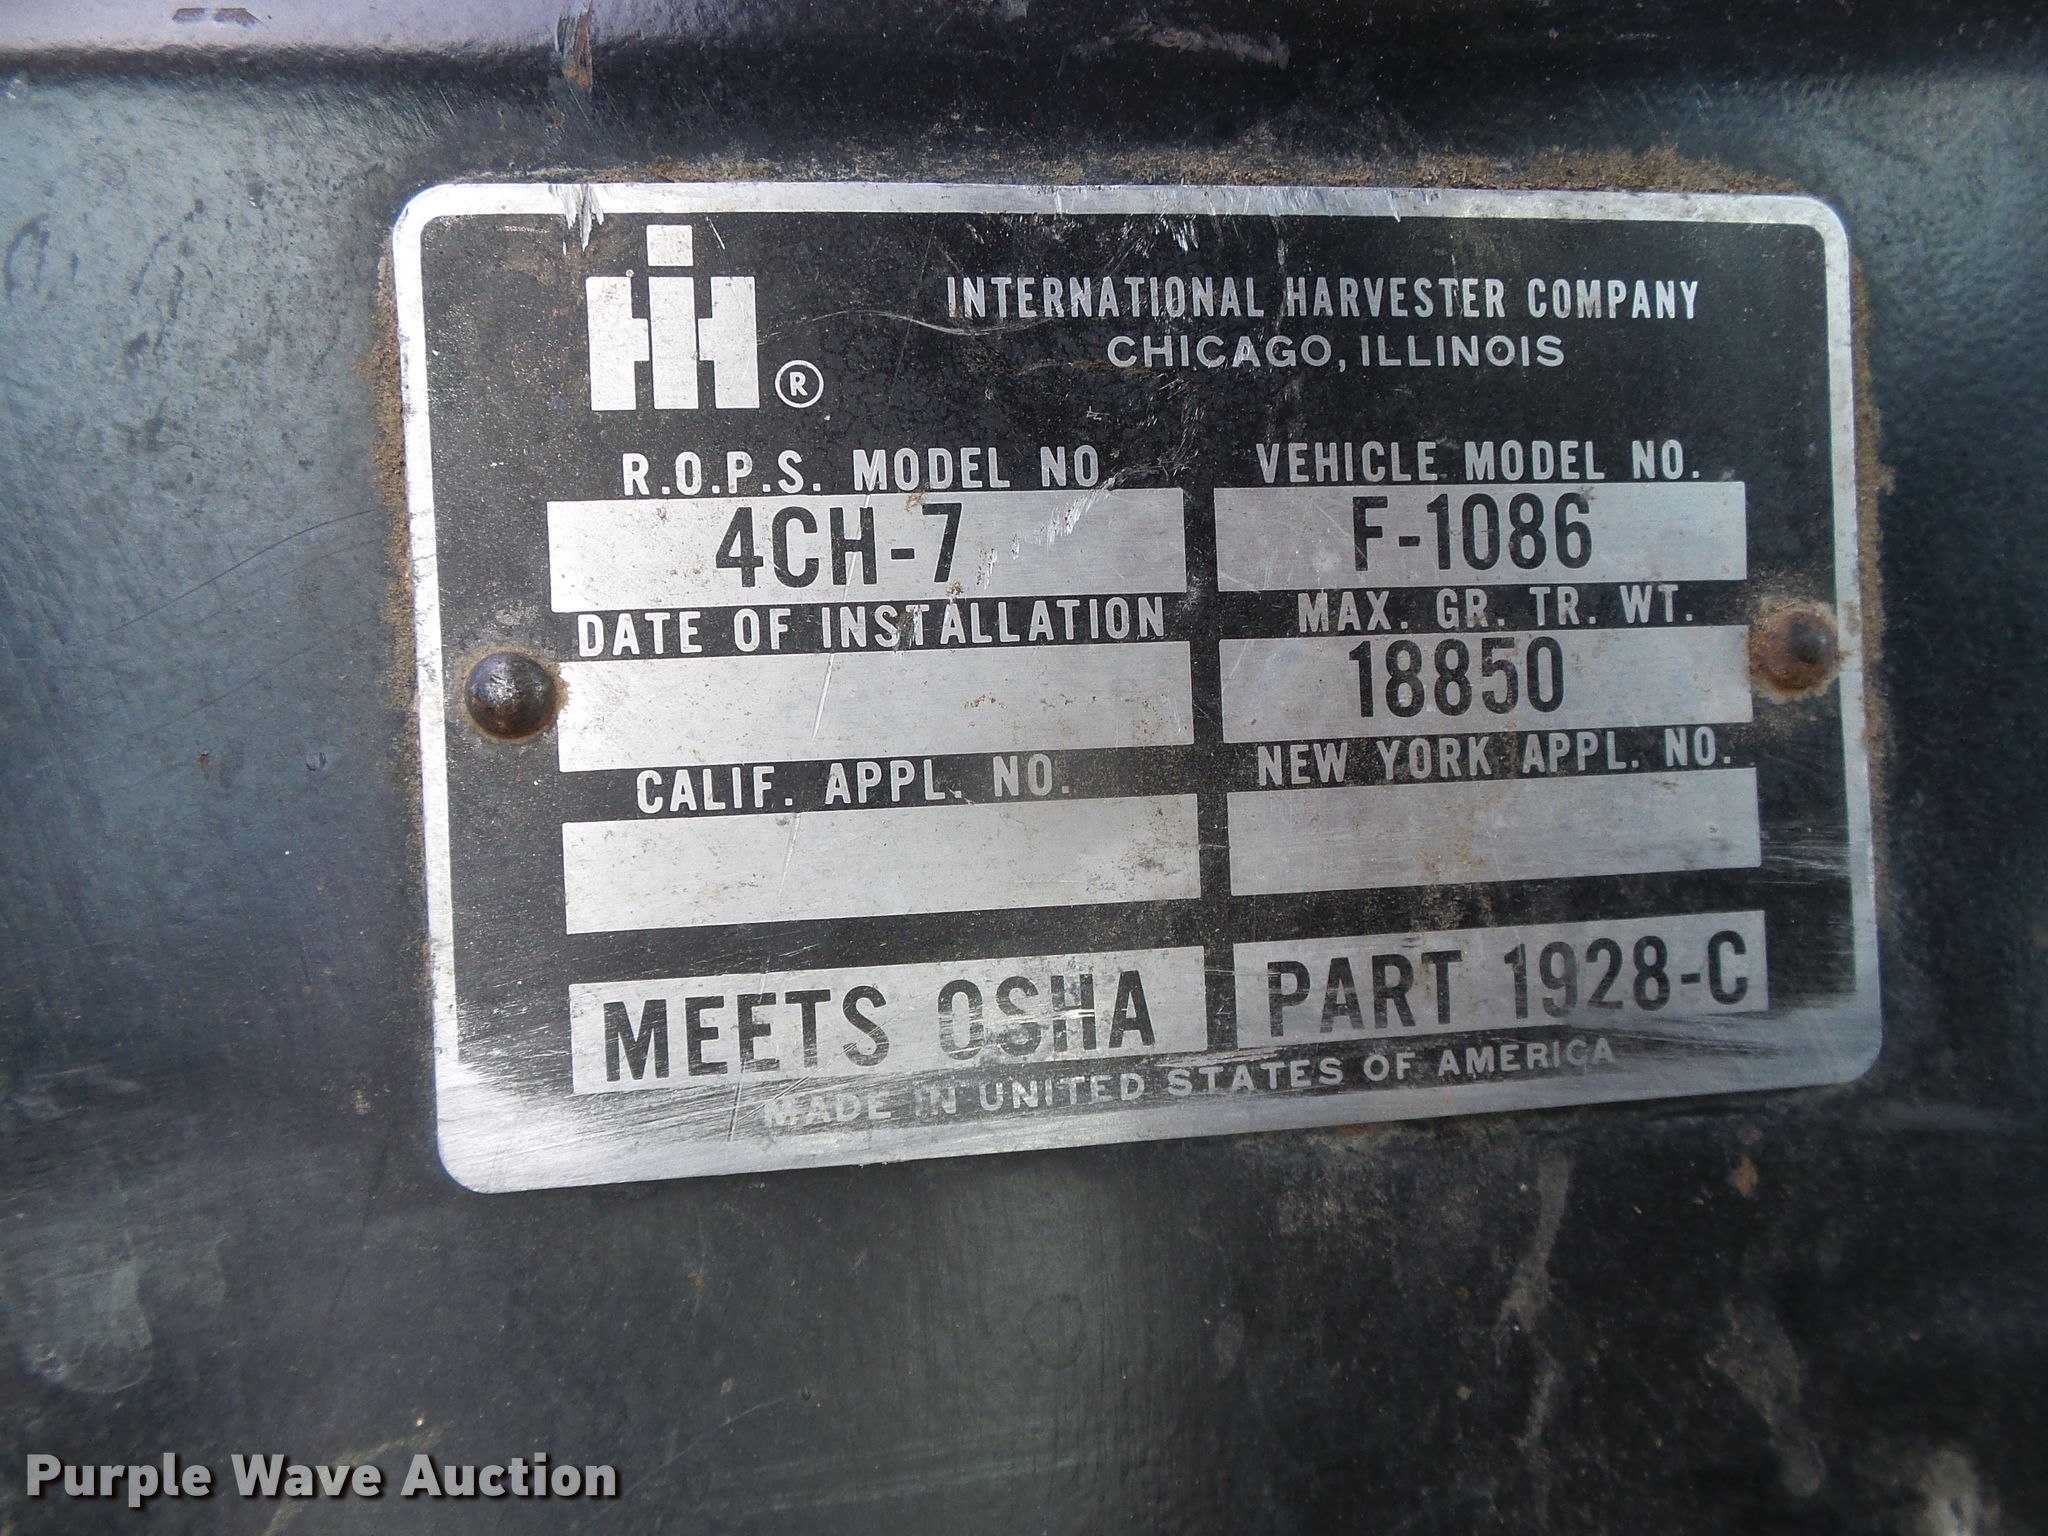 IH ®
INTERNATIONAL HARVESTER COMPANY
CHICAGO, ILLINOIS
R.O.P.S. MODEL NO
4CH-7
VEHICLE MODEL NO.
F-1086
DATE OF INSTALLATION
MAX. GR. TR. WT.
18850
CALIF. APPL. NO.
NEW YORK APPL. NO.
MEETS OSHA
PART 1928-C
MADE IN UNITED STATES OF AMERICA
Purple Wave Auction